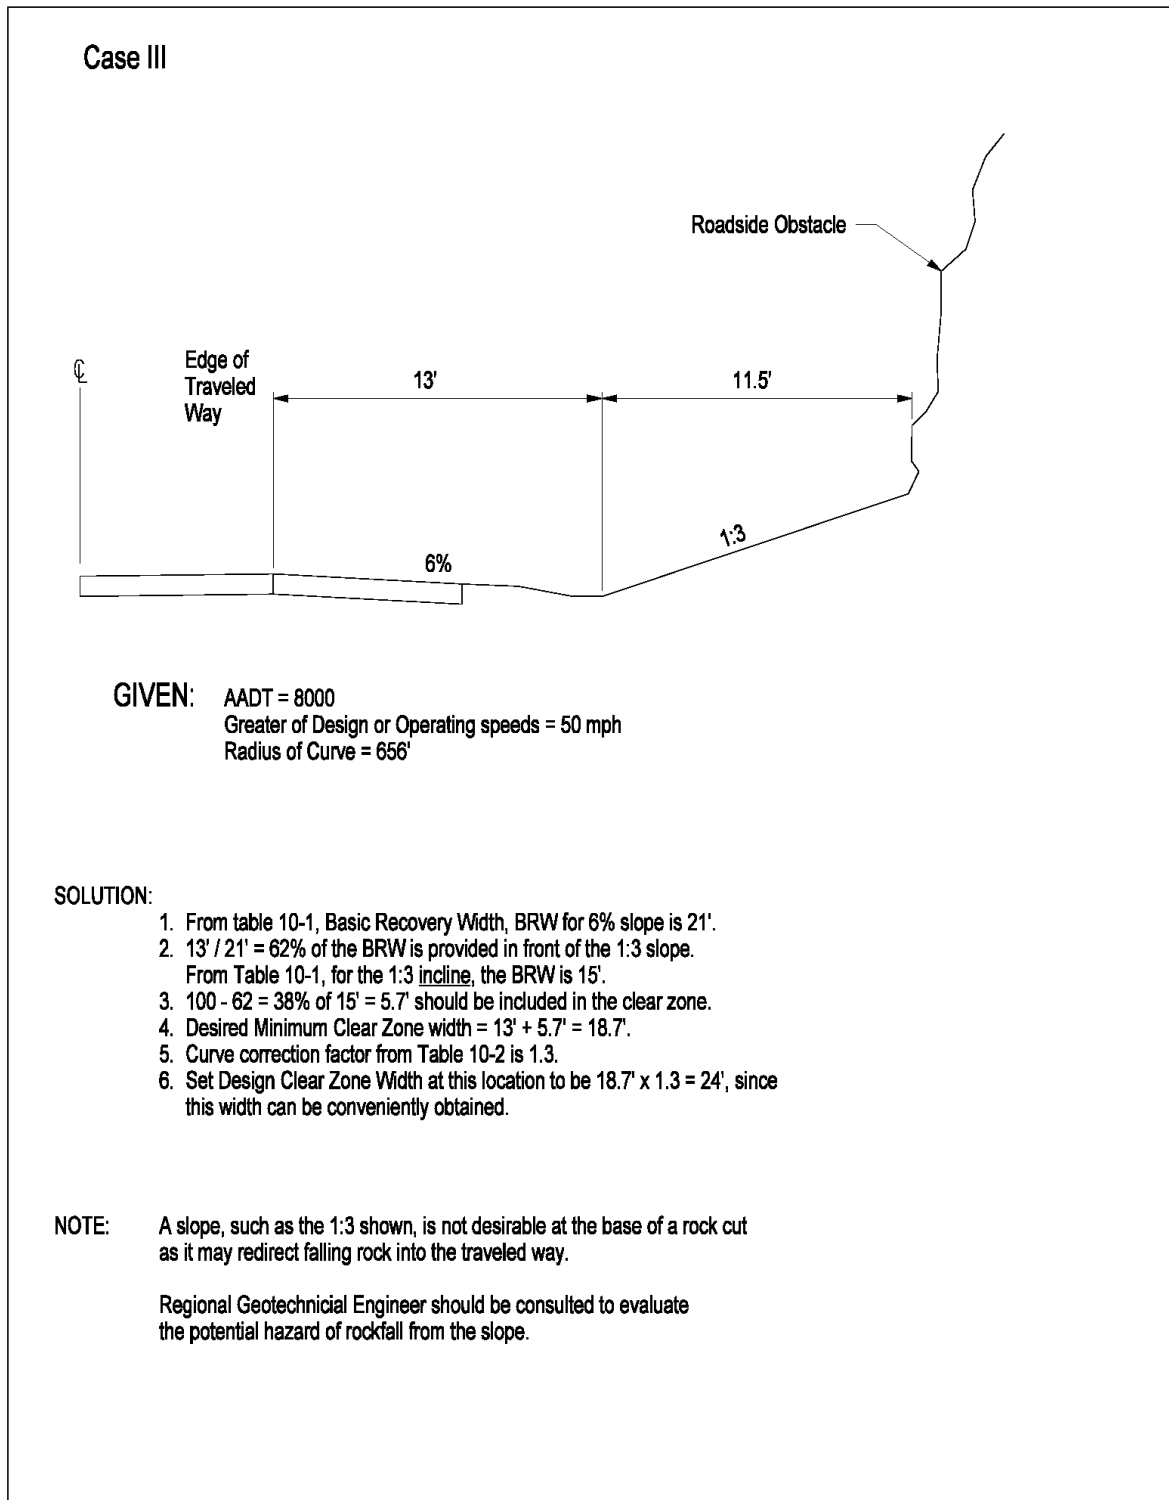 Case III
Roadside Obstacle
℄
Edge of
Traveled
Way
13'
11.5'
1:3
6%
GIVEN: AADT = 8000
Greater of Design or Operating speeds = 50 mph
Radius of Curve = 656'
SOLUTION:
1. From table 10-1, Basic Recovery Width, BRW for 6% slope is 21'.
2. 13' / 21' = 62% of the BRW is provided in front of the 1:3 slope.
From Table 10-1, for the 1:3 incline, the BRW is 15'.
3. 100 - 62 = 38% of 15' = 5.7' should be included in the clear zone.
4. Desired Minimum Clear Zone width = 13' + 5.7' = 18.7'.
5. Curve correction factor from Table 10-2 is 1.3.
6. Set Design Clear Zone Width at this location to be 18.7' x 1.3 = 24', since
this width can be conveniently obtained.
NOTE: A slope, such as the 1:3 shown, is not desirable at the base of a rock cut
as it may redirect falling rock into the traveled way.
Regional Geotechnicial Engineer should be consulted to evaluate
the potential hazard of rockfall from the slope.